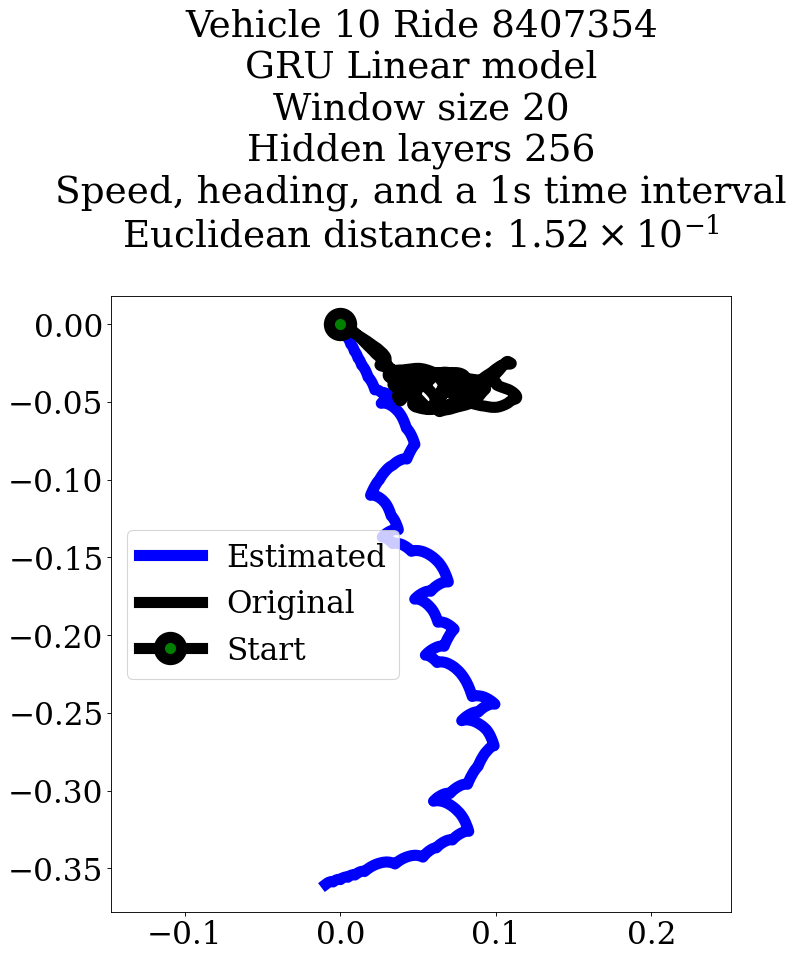 Vehicle 10 Ride 8407354
GRU Linear model
Window size 20
Hidden layers 256
Speed, heading, and a 1s time interval
Euclidean distance: 1.52 × 10⁻¹
0.00
−0.05
−0.10
−0.15
−0.20
−0.25
−0.30
−0.35
Estimated
Original
Start
−0.1 0.0 0.1 0.2